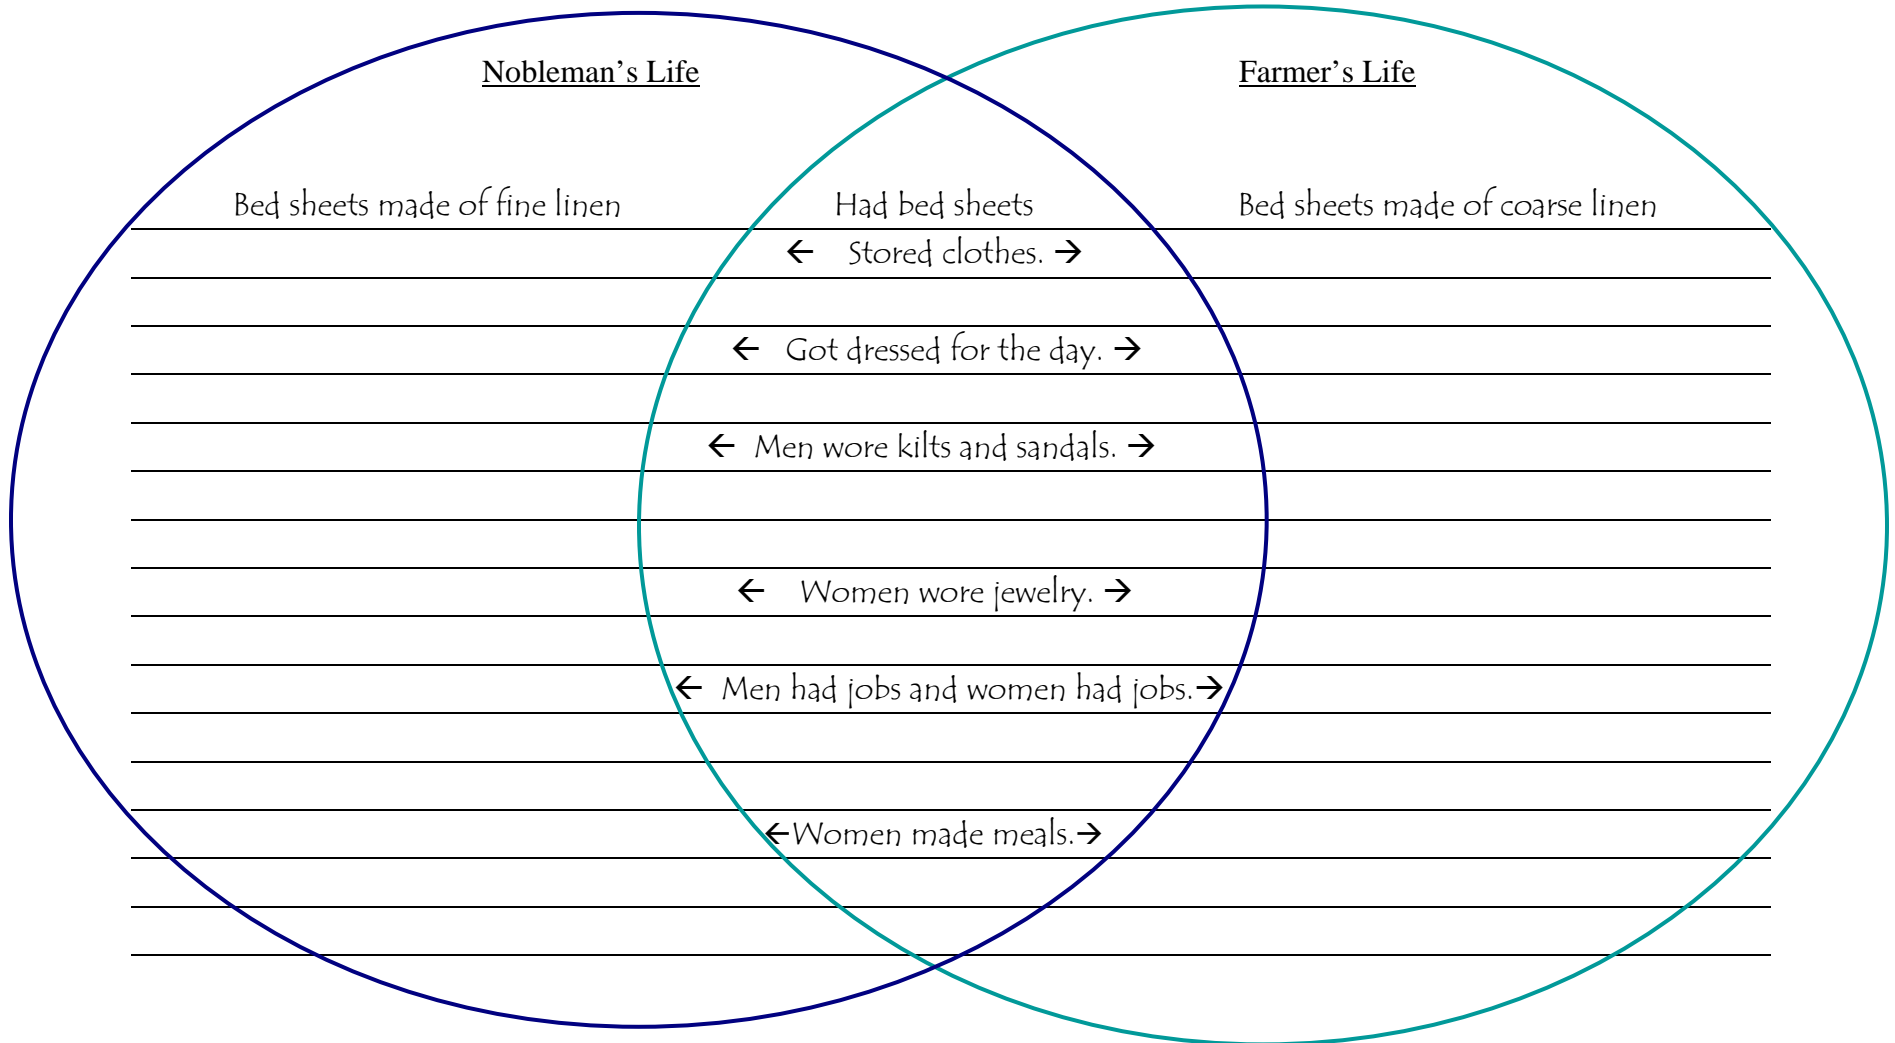 Nobleman's Life Farmer's Life
Bed sheets made of fine linen Had bed sheets Bed sheets made of coarse linen
← Stored clothes. →
← Got dressed for the day. →
← Men wore kilts and sandals. →
← Women wore jewelry. →
← Men had jobs and women had jobs.→
←Women made meals.→